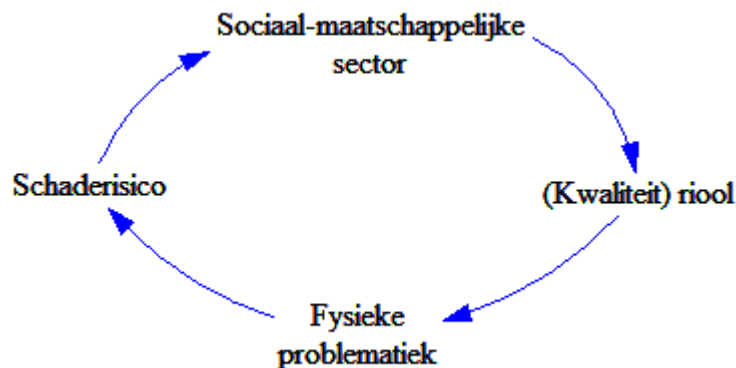 Sociaal-maatschappelijke
sector
Schaderisico
(Kwaliteit) riool
Fysieke
problematiek